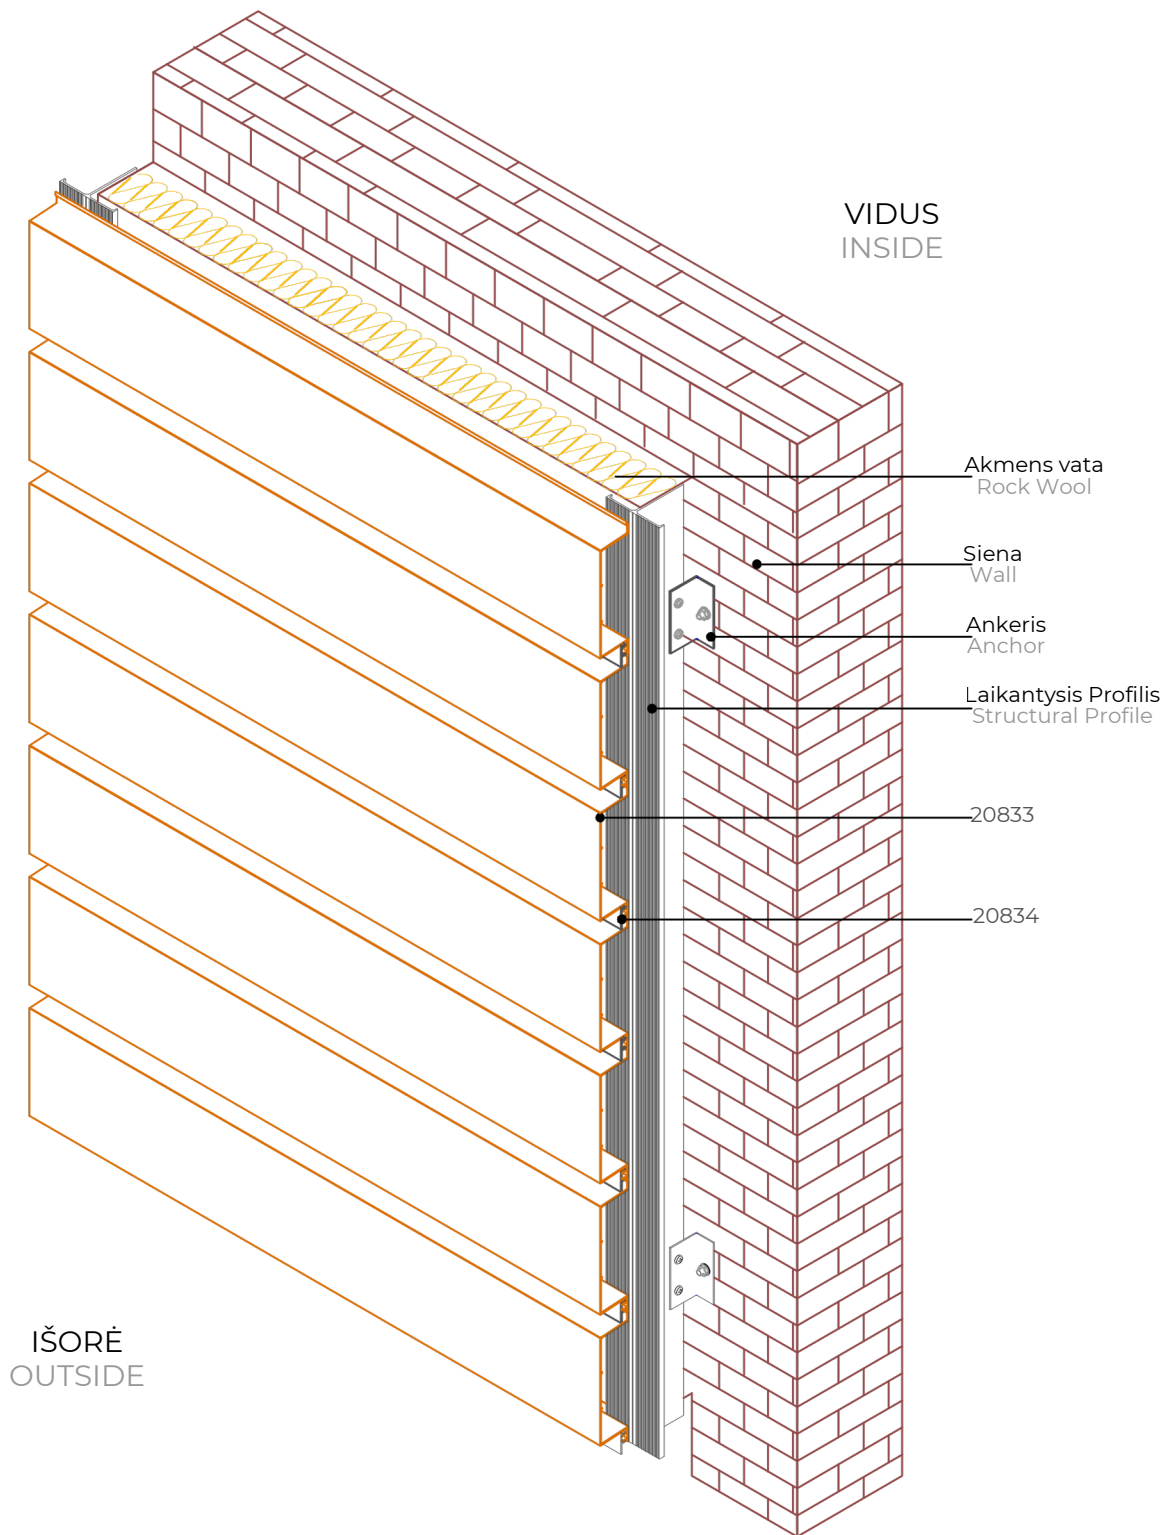 VIDUS
INSIDE
Akmens vata
Rock Wool
Siena
Wall
Ankeris
Anchor
Laikantysis Profilis
Structural Profile
20833
20834
IŠORĖ
OUTSIDE